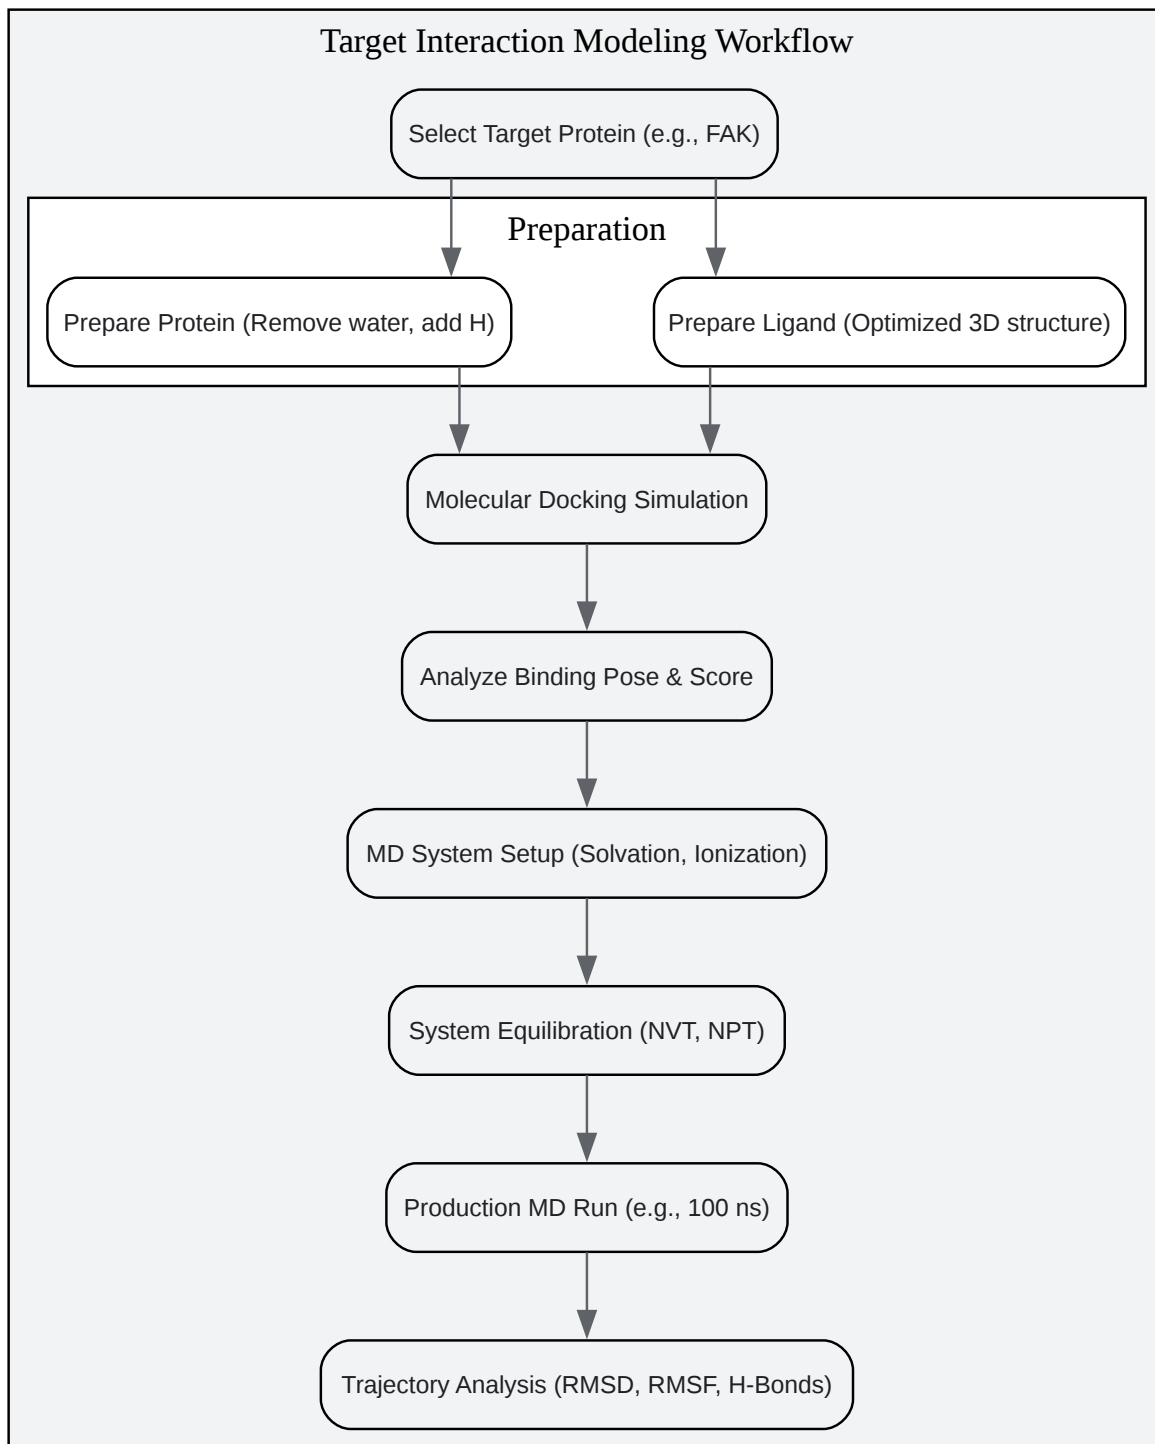 Target Interaction Modeling Workflow
Select Target Protein (e.g., FAK)
Preparation
Prepare Protein (Remove water, add H)
Prepare Ligand (Optimized 3D structure)
Molecular Docking Simulation
Analyze Binding Pose & Score
MD System Setup (Solvation, Ionization)
System Equilibration (NVT, NPT)
Production MD Run (e.g., 100 ns)
Trajectory Analysis (RMSD, RMSF, H-Bonds)